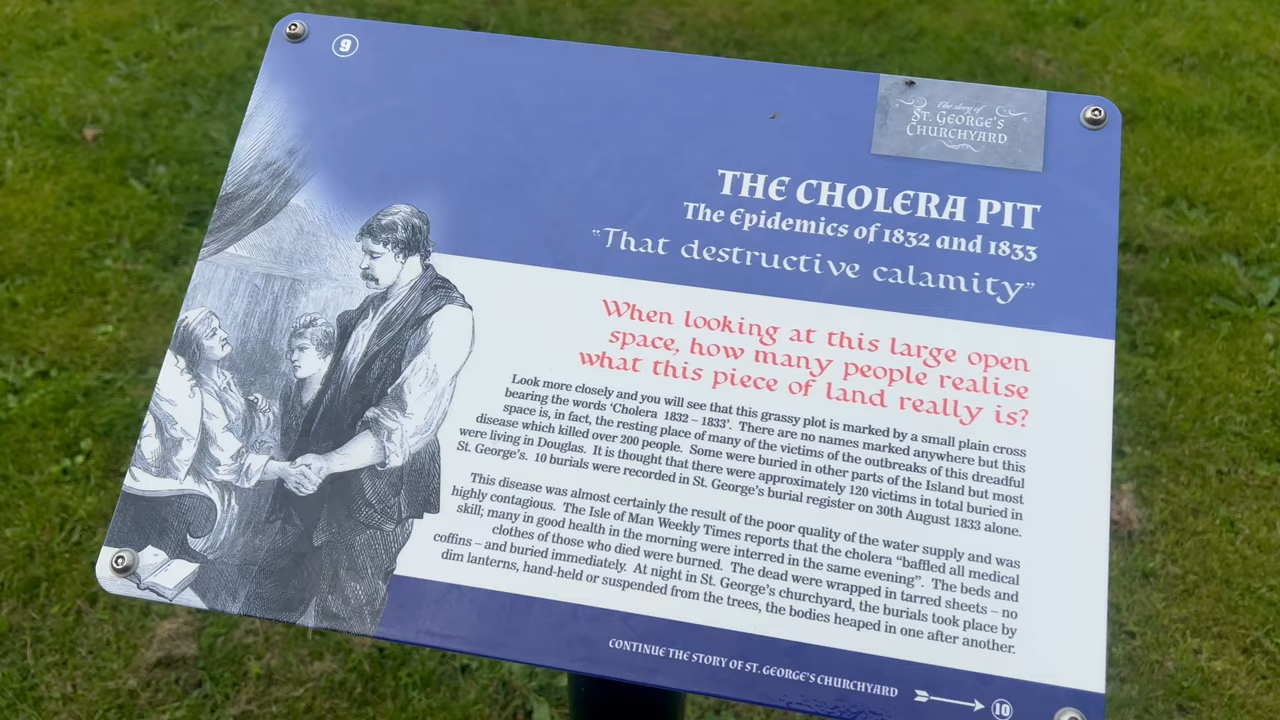 9
The story of
ST. GEORGE'S
CHURCHYARD
THE CHOLERA PIT
The Epidemics of 1832 and 1833
“That destructive calamity”
When looking at this large open
space, how many people realise
what this piece of land really is?
Look more closely and you will see that this grassy plot is marked by a small plain cross
bearing the words ‘Cholera 1832 – 1833’. There are no names marked anywhere but this
space is, in fact, the resting place of many of the victims of the outbreaks of this dreadful
disease which killed over 200 people. Some were buried in other parts of the Island but most
were living in Douglas. It is thought that there were approximately 120 victims in total buried in
St. George's. 10 burials were recorded in St. George's burial register on 30th August 1833 alone.
This disease was almost certainly the result of the poor quality of the water supply and was
highly contagious. The Isle of Man Weekly Times reports that the cholera “baffled all medical
skill; many in good health in the morning were interred in the same evening”. The beds and
clothes of those who died were burned. The dead were wrapped in tarred sheets – no
coffins – and buried immediately. At night in St. George's churchyard, the burials took place by
dim lanterns, hand-held or suspended from the trees, the bodies heaped in one after another.
CONTINUE THE STORY OF ST. GEORGE'S CHURCHYARD
10